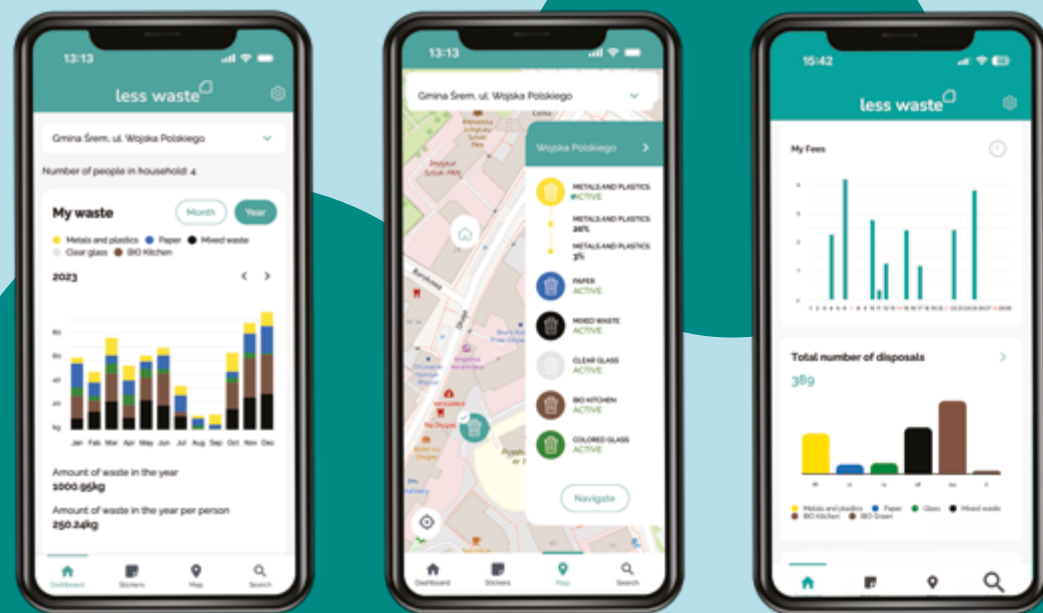 13:13
less waste
Gmina Śrem, ul. Wojska Polskiego
Number of people in household: 4
My waste
Month
Year
Metals and plastics
Paper
Mixed waste
Clear glass
BIO Kitchen
2023
80
60
40
20
kg
Jan Feb Mar Apr May Jun Jul Aug Sep Oct Nov Dec
Amount of waste in the year
1000.95kg
Amount of waste in the year per person
250.24kg
Dashboard
Stickers
Map
Search
13:13
Gmina Śrem, ul. Wojska Polskiego
Wojska Polskiego
METALS AND PLASTICS
ACTIVE
METALS AND PLASTICS
20%
METALS AND PLASTICS
3%
PAPER
ACTIVE
MIXED WASTE
ACTIVE
CLEAR GLASS
ACTIVE
BIO KITCHEN
ACTIVE
COLORED GLASS
ACTIVE
Navigate
Długa
Dashboard
Stickers
Map
Search
15:42
less waste
My Fees
Total number of disposals
389
Metals and plastics
Paper
Glass
Mixed waste
BIO Kitchen
BIO Green